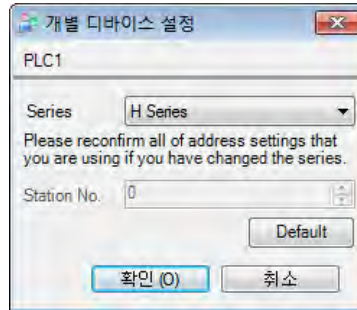 개별 디바이스 설정
PLC1
Series H Series
Please reconfirm all of address settings that
you are using if you have changed the series.
Station No. 0
Default
확인 (O) 취소